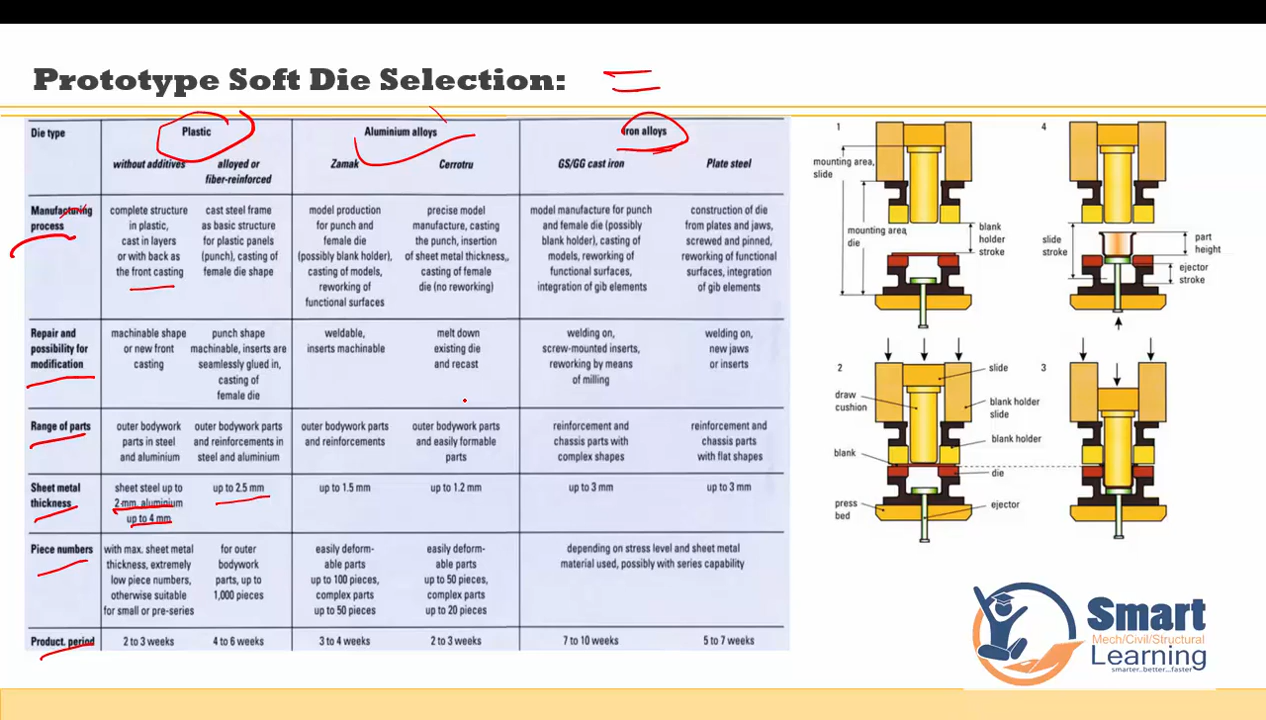 Prototype Soft Die Selection:
Die type
Plastic
Aluminium alloys
Iron alloys
without additives
alloyed or
fiber-reinforced
Zamak
Cerrotru
GS/GG cast iron
Plate steel
Manufacturing
process
complete structure
in plastic,
cast in layers
or with back as
the front casting
cast steel frame
as basic structure
for plastic panels
(punch), casting of
female die shape
model production
for punch and
female die
(possibly blank holder),
casting of models,
reworking of
functional surfaces
precise model
manufacture, casting
the punch, insertion
of sheet metal thickness,,
casting of female
die (no reworking)
model manufacture for punch
and female die (possibly
blank holder), casting of
models, reworking of
functional surfaces,
integration of gib elements
construction of die
from plates and jaws,
screwed and pinned,
reworking of functional
surfaces, integration
of gib elements
Repair and
possibility for
modification
machinable shape
or new front
casting
punch shape
machinable, inserts are
seamlessly glued in,
casting of
female die
weldable,
inserts machinable
melt down
existing die
and recast
welding on,
screw-mounted inserts,
reworking by means
of milling
welding on,
new jaws
or inserts
Range of parts
outer bodywork
parts in steel
and aluminium
outer bodywork parts
and reinforcements in
steel and aluminium
outer bodywork parts
and reinforcements
outer bodywork parts
and easily formable
parts
reinforcement and
chassis parts with
complex shapes
reinforcement and
chassis parts
with flat shapes
Sheet metal
thickness
sheet steel up to
2 mm, aluminium
up to 4 mm
up to 2.5 mm
up to 1.5 mm
up to 1.2 mm
up to 3 mm
up to 3 mm
Piece numbers
with max. sheet metal
thickness, extremely
low piece numbers,
otherwise suitable
for small or pre-series
for outer
bodywork
parts, up to
1,000 pieces
easily deform-
able parts
up to 100 pieces,
complex parts
up to 50 pieces
easily deform-
able parts
up to 50 pieces,
complex parts
up to 20 pieces
depending on stress level and sheet metal
material used, possibly with series capability
Product. period
2 to 3 weeks
4 to 6 weeks
3 to 4 weeks
2 to 3 weeks
7 to 10 weeks
5 to 7 weeks
1
mounting area,
slide
mounting area,
die
blank
holder
stroke
4
slide
stroke
part
height
ejector
stroke
2
draw
cushion
blank
press
bed
slide
blank holder
slide
blank holder
die
ejector
3
Smart
Mech/Civil/Structural
Learning
smarter..better...faster